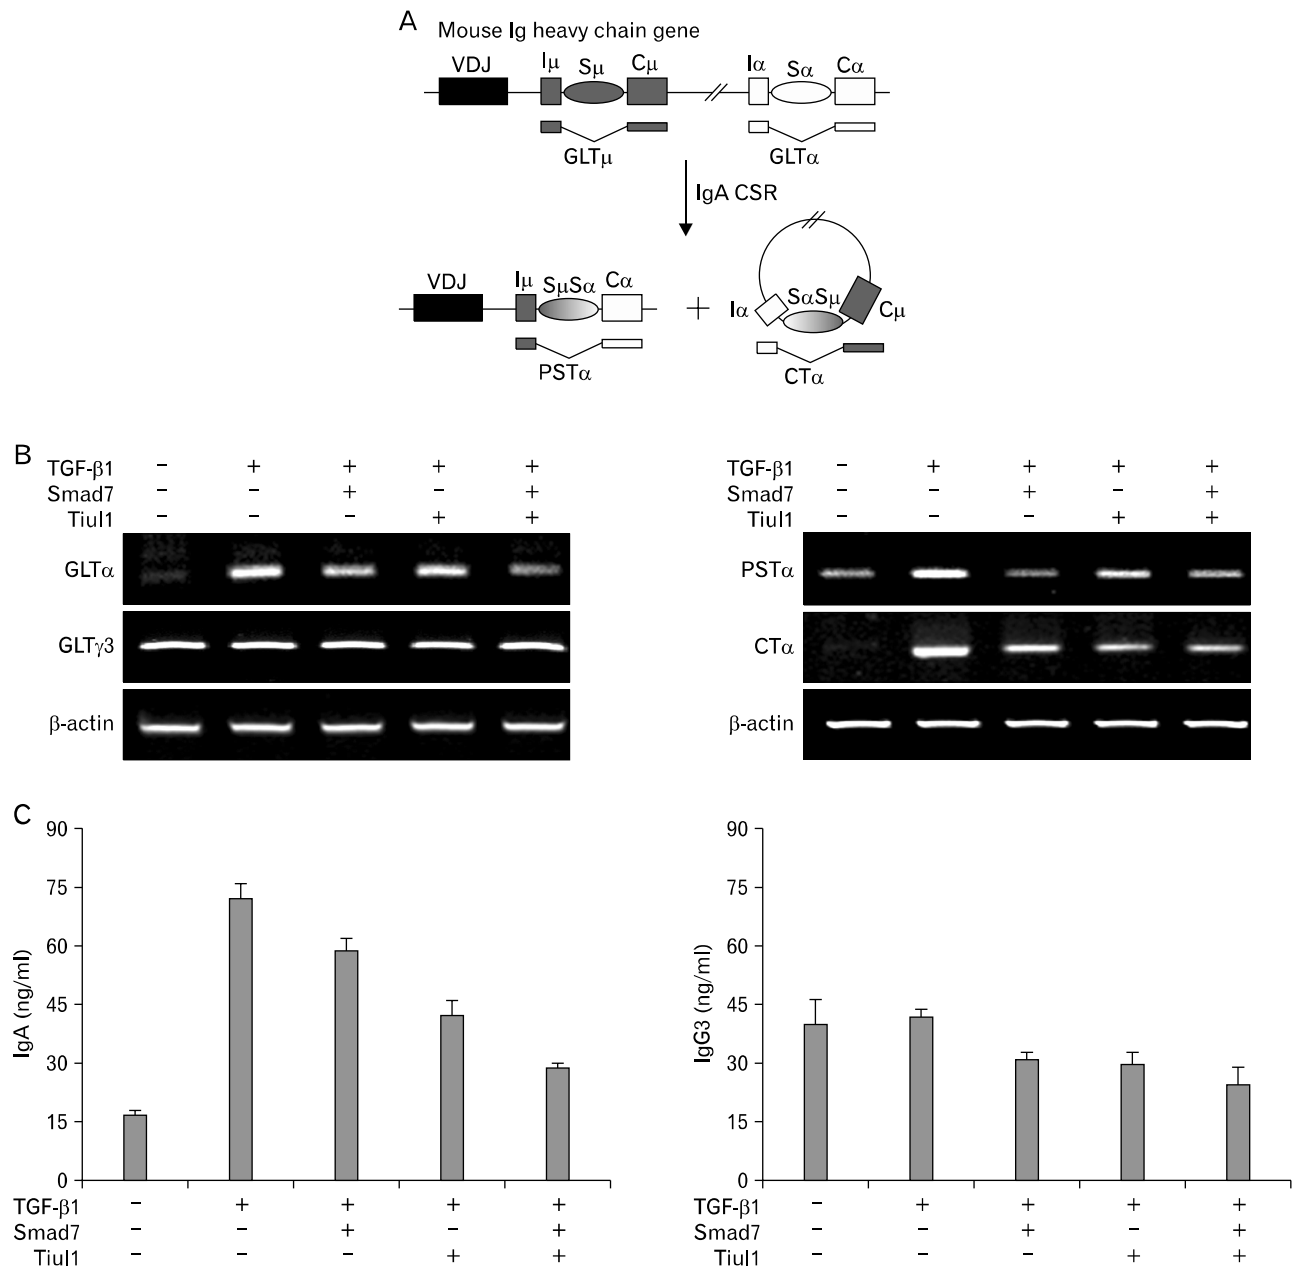 A
Mouse Ig heavy chain gene
VDJ Iμ Sμ Cμ Iα Sα Cα
GLTμ GLTα
IgA CSR
VDJ Iμ SμSα Cα + Iα SαSμ Cμ
PSTα CTα
B
TGF-β1 − + + + +
Smad7 − − + − +
Tiul1 − − − + +
GLTα
GLTγ3
β-actin
TGF-β1 − + + + +
Smad7 − − + − +
Tiul1 − − − + +
PSTα
CTα
β-actin
C
IgA (ng/ml)
90
75
60
45
30
15
0
TGF-β1 − + + + +
Smad7 − − + − +
Tiul1 − − − + +
IgG3 (ng/ml)
90
75
60
45
30
15
0
TGF-β1 − + + + +
Smad7 − − + − +
Tiul1 − − − + +